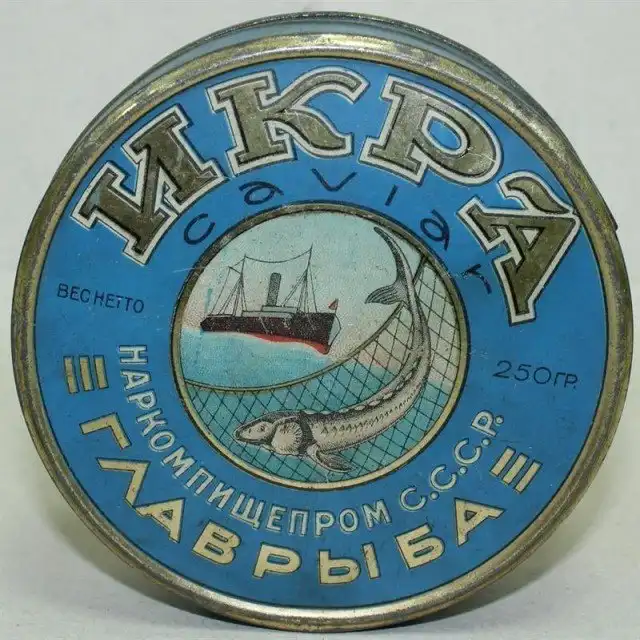 ИКРА
caviar
ВЕС НЕТТО
250 ГР.
НАРКОМПИЩЕПРОМ С.С.С.Р.
ГЛАВРЫБА